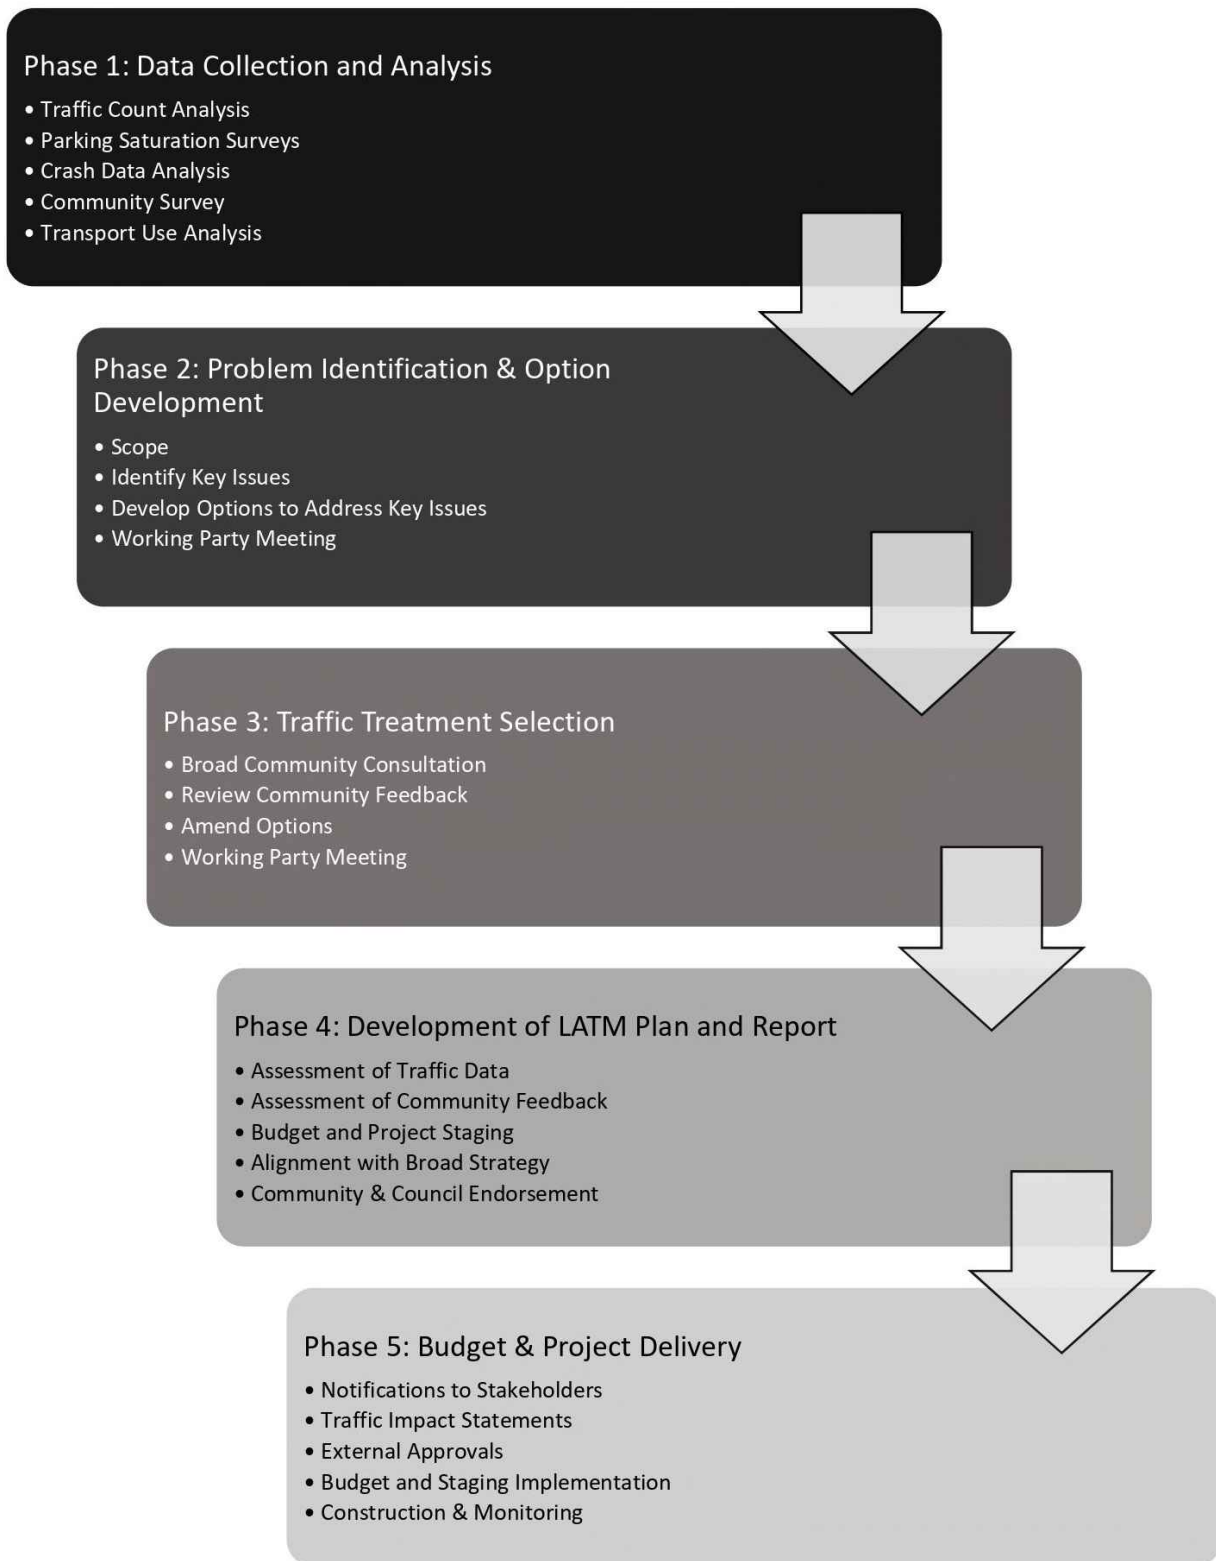 Phase 1: Data Collection and Analysis
• Traffic Count Analysis
• Parking Saturation Surveys
• Crash Data Analysis
• Community Survey
• Transport Use Analysis
Phase 2: Problem Identification & Option
Development
• Scope
• Identify Key Issues
• Develop Options to Address Key Issues
• Working Party Meeting
Phase 3: Traffic Treatment Selection
• Broad Community Consultation
• Review Community Feedback
• Amend Options
• Working Party Meeting
Phase 4: Development of LATM Plan and Report
• Assessment of Traffic Data
• Assessment of Community Feedback
• Budget and Project Staging
• Alignment with Broad Strategy
• Community & Council Endorsement
Phase 5: Budget & Project Delivery
• Notifications to Stakeholders
• Traffic Impact Statements
• External Approvals
• Budget and Staging Implementation
• Construction & Monitoring